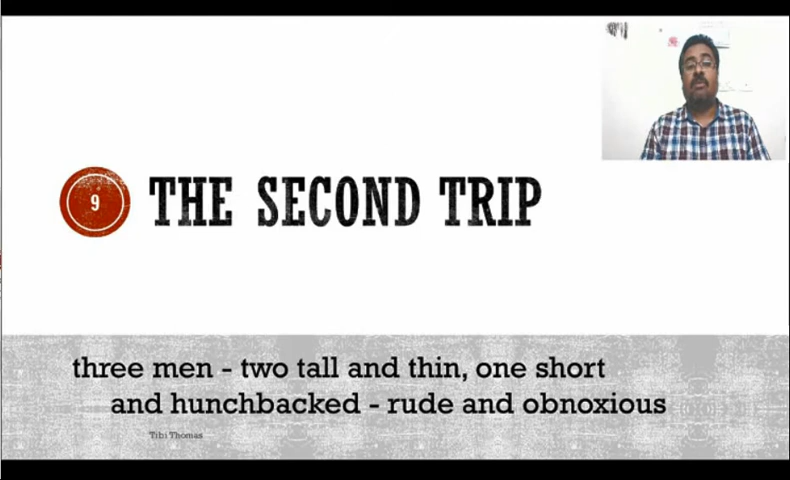 9
THE SECOND TRIP
three men - two tall and thin, one short
and hunchbacked - rude and obnoxious
Tibi Thomas